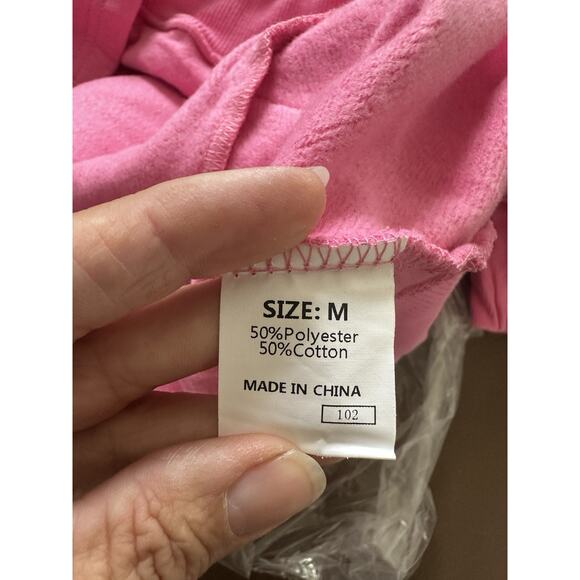 SIZE: M
50%Polyester
50%Cotton
MADE IN CHINA
102